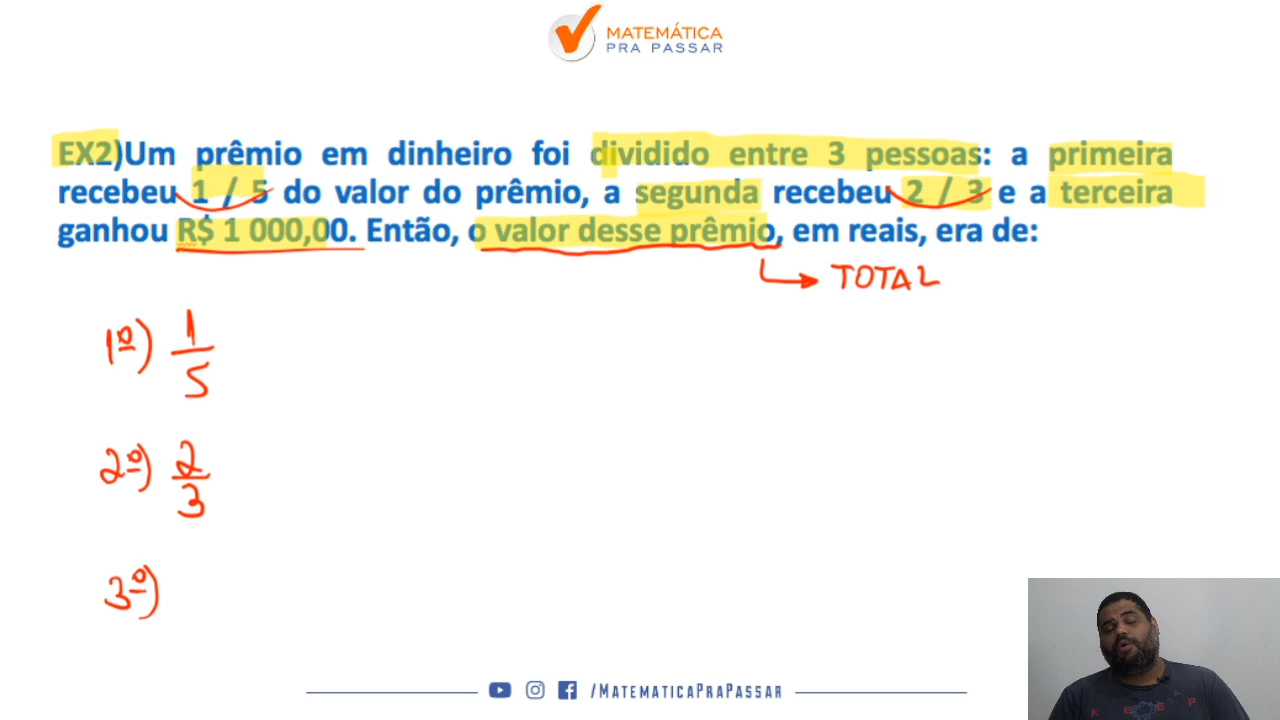 MATEMÁTICA
PRA PASSAR
EX2)Um prêmio em dinheiro foi dividido entre 3 pessoas: a primeira
recebeu 1 / 5 do valor do prêmio, a segunda recebeu 2 / 3 e a terceira
ganhou R$ 1 000,00. Então, o valor desse prêmio, em reais, era de:
TOTAL
1º) 1/5
2º) 2/3
3º)
/MATEMATICAPRAPASSAR
K E E P